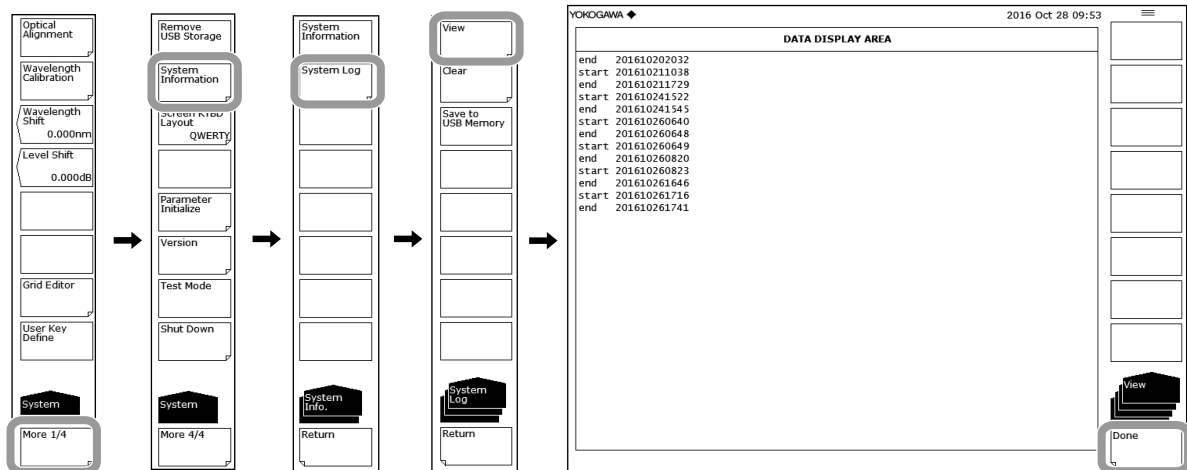 Optical
Alignment
Wavelength
Calibration
Wavelength
Shift
0.000nm
Level Shift
0.000dB
Grid Editor
User Key
Define
System
More 1/4
Remove
USB Storage
System
Information
Screen KYBD
Layout
QWERTY
Parameter
Initialize
Version
Test Mode
Shut Down
System
More 4/4
System
Information
System Log
System
Info.
Return
View
Clear
Save to
USB Memory
System
Log
Return
YOKOGAWA
2016 Oct 28 09:53
DATA DISPLAY AREA
end 201610202032
start 201610211038
end 201610211729
start 201610241522
end 201610241545
start 201610260640
end 201610260648
start 201610260649
end 201610260820
start 201610260823
end 201610261646
start 201610261716
end 201610261741
View
Done